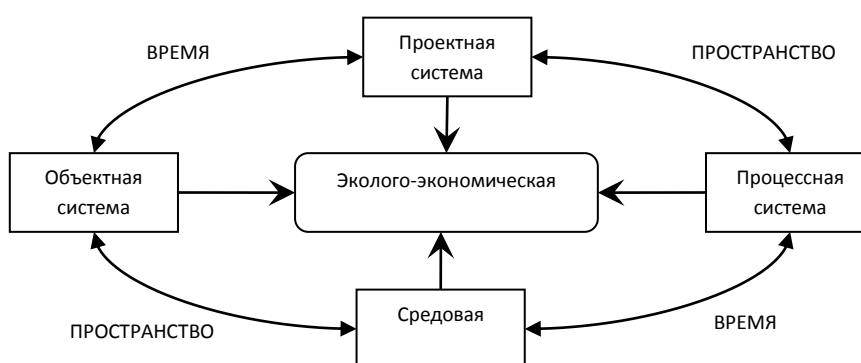 Проектная
система
ВРЕМЯ
ПРОСТРАНСТВО
Объектная
система
Эколого-экономическая
Процессная
система
Средовая
ПРОСТРАНСТВО
ВРЕМЯ